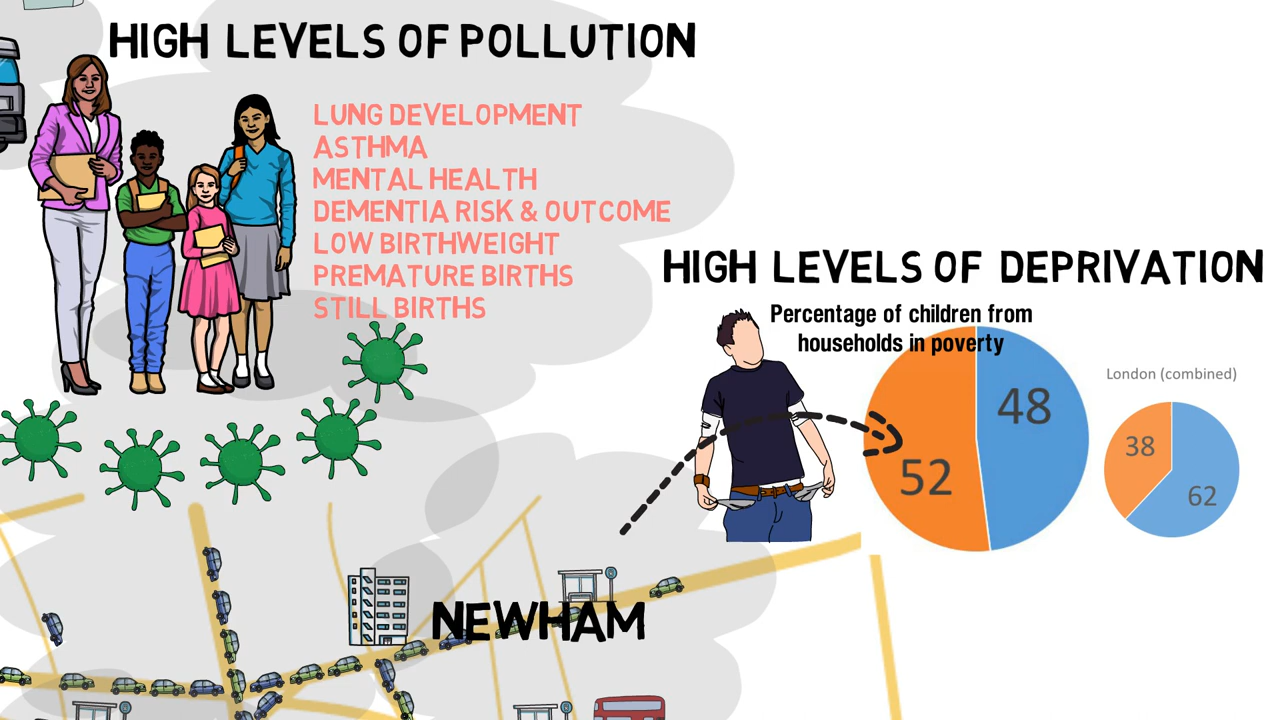 HIGH LEVELS OF POLLUTION
LUNG DEVELOPMENT
ASTHMA
MENTAL HEALTH
DEMENTIA RISK & OUTCOME
LOW BIRTHWEIGHT
PREMATURE BIRTHS
STILL BIRTHS
HIGH LEVELS OF DEPRIVATION
Percentage of children from
households in poverty
48
52
London (combined)
38
62
NEWHAM